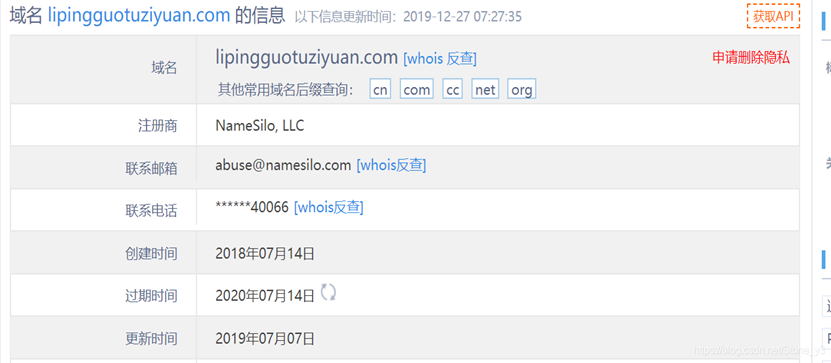 域名 lipingguotuziyuan.com 的信息 以下信息更新时间：2019-12-27 07:27:35 获取API
域名 lipingguotuziyuan.com [whois 反查] 申请删除隐私
其他常用域名后缀查询： cn com cc net org
注册商 NameSilo, LLC
联系邮箱 abuse@namesilo.com [whois反查]
联系电话 ******40066 [whois反查]
创建时间 2018年07月14日
过期时间 2020年07月14日
更新时间 2019年07月07日